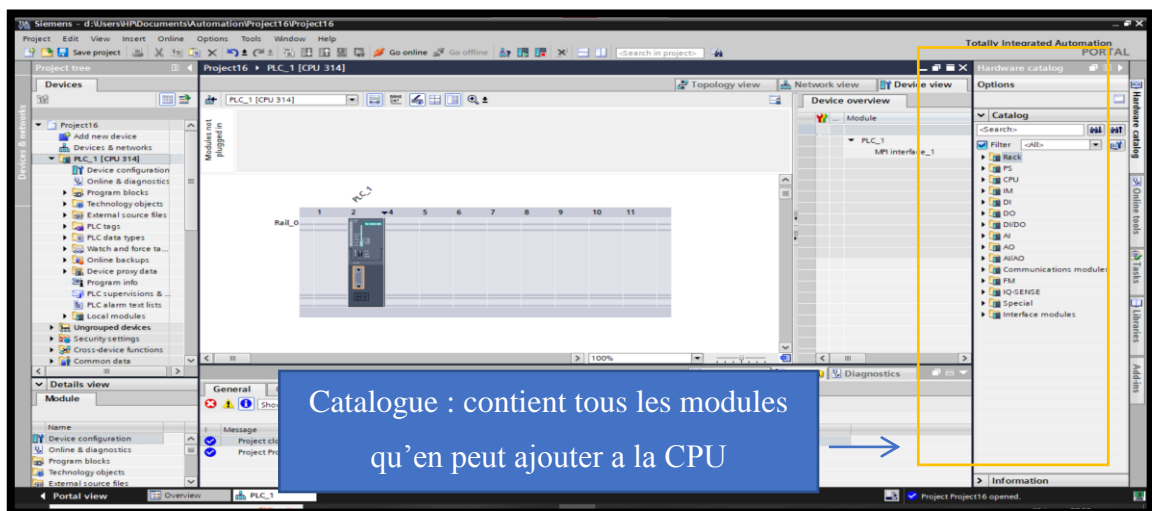 Siemens - d:\Users\HP\Documents\Automation\Project16\Project16
Project Edit View Insert Online Options Tools Window Help
Totally Integrated Automation
PORTAL
Save project
Go online
Go offline
<Search in project>
Project tree
Project16 ▸ PLC_1 [CPU 314]
Hardware catalog
Devices
Topology view
Network view
Device view
Options
PLC_1 [CPU 314]
Device overview
Module
PLC_1
MPI interface_1
Modules not
plugged in
Project16
Add new device
Devices & networks
PLC_1 [CPU 314]
Device configuration
Online & diagnostics
Program blocks
Technology objects
External source files
PLC tags
PLC data types
Watch and force ta...
Online backups
Device proxy data
Program info
PLC supervisions & ...
PLC alarm text lists
Local modules
Ungrouped devices
Security settings
Cross-device functions
Common data
PLC_1
1 2 4 5 6 7 8 9 10 11
Rail_0
SIEMENS
100%
Catalog
<Search>
Filter <All>
Rack
PS
CPU
IM
DI
DO
DI/DO
AI
AO
AI/AO
Communications modules
FM
IQ-SENSE
Special
Interface modules
Hardware catalog
Online tools
Tasks
Libraries
Add-ins
Devices & networks
Details view
Module
Name
Device configuration
Online & diagnostics
Program blocks
Technology objects
External source files
Diagnostics
General
Message
Project clo
Project Pro
Catalogue : contient tous les modules
qu'en peut ajouter a la CPU
Information
Portal view
Overview
PLC_1
Project Project16 opened.